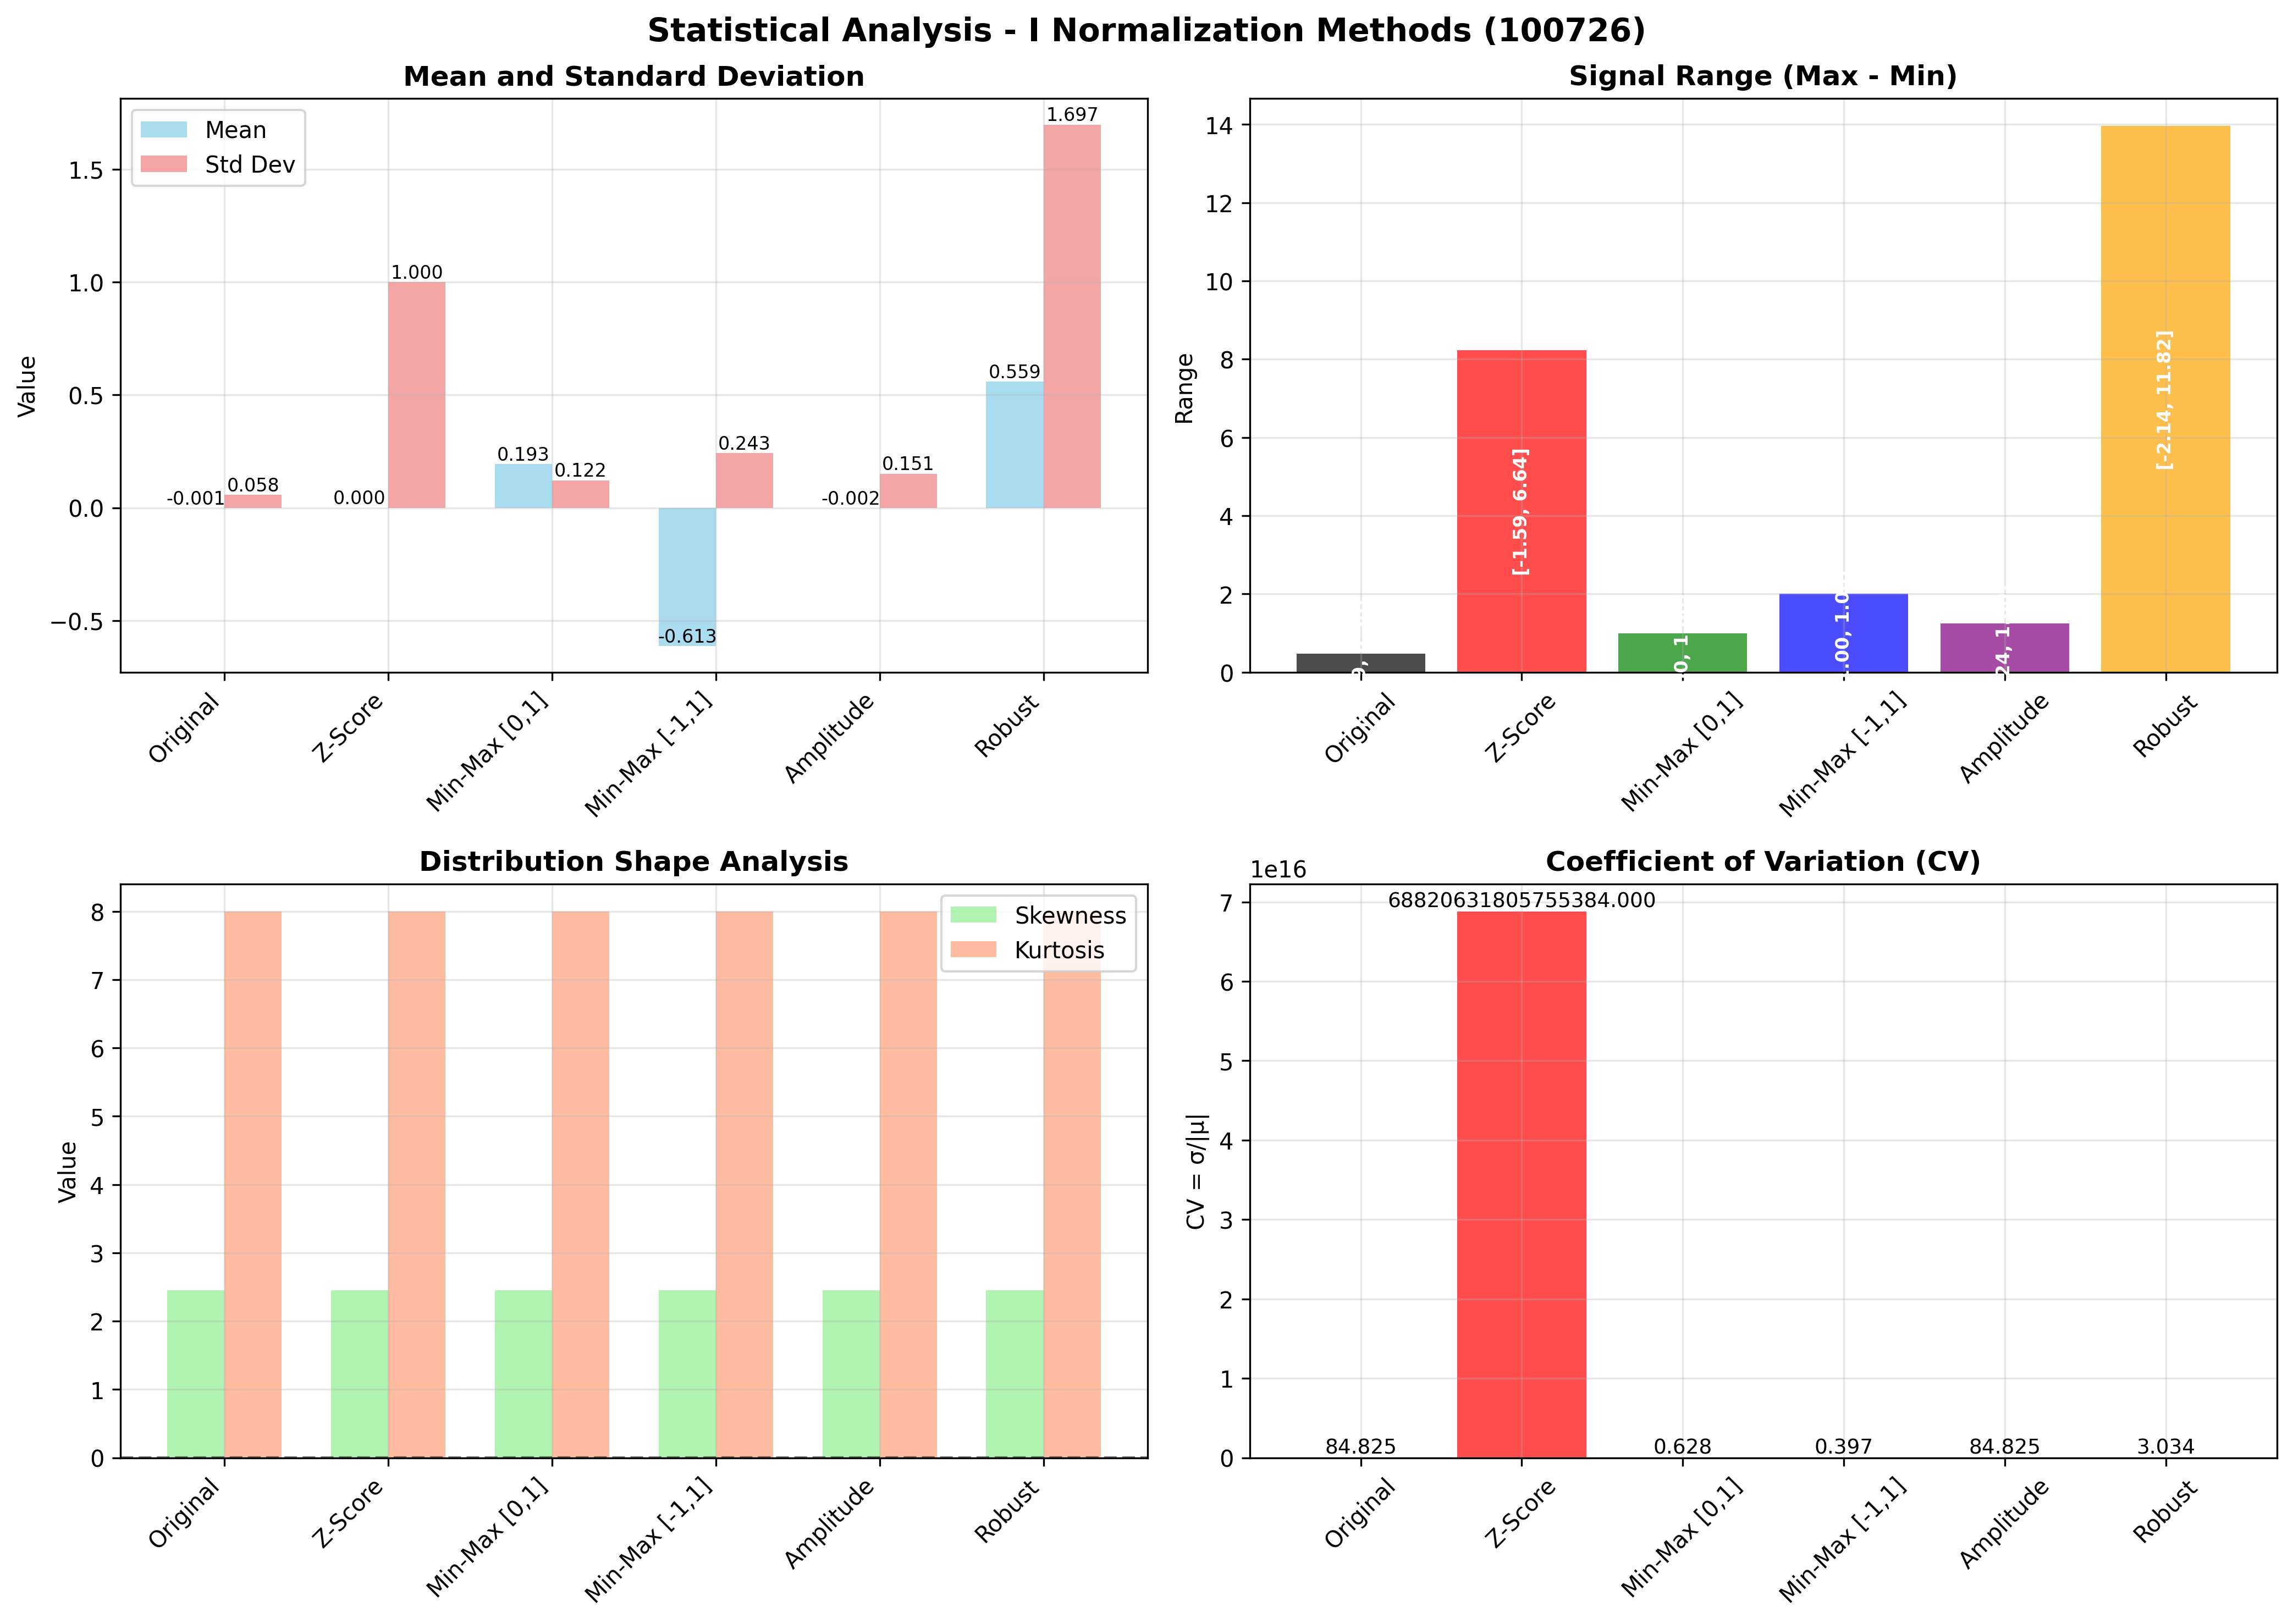 Statistical Analysis - I Normalization Methods (100726)
Mean and Standard Deviation
Mean
Std Dev
Value
1.5
1.0
0.5
0.0
−0.5
-0.001
0.058
0.000
1.000
0.193
0.122
-0.613
0.243
-0.002
0.151
0.559
1.697
Original
Z-Score
Min-Max [0,1]
Min-Max [-1,1]
Amplitude
Robust
Signal Range (Max - Min)
Range
14
12
10
8
6
4
2
0
[-1.59, 6.64]
0, 1
.00, 1.0
24, 1
[-2.14, 11.82]
Original
Z-Score
Min-Max [0,1]
Min-Max [-1,1]
Amplitude
Robust
Distribution Shape Analysis
Skewness
Kurtosis
Value
8
7
6
5
4
3
2
1
0
Original
Z-Score
Min-Max [0,1]
Min-Max [-1,1]
Amplitude
Robust
Coefficient of Variation (CV)
1e16
CV = σ/|μ|
7
6
5
4
3
2
1
0
84.825
68820631805755384.000
0.628
0.397
84.825
3.034
Original
Z-Score
Min-Max [0,1]
Min-Max [-1,1]
Amplitude
Robust